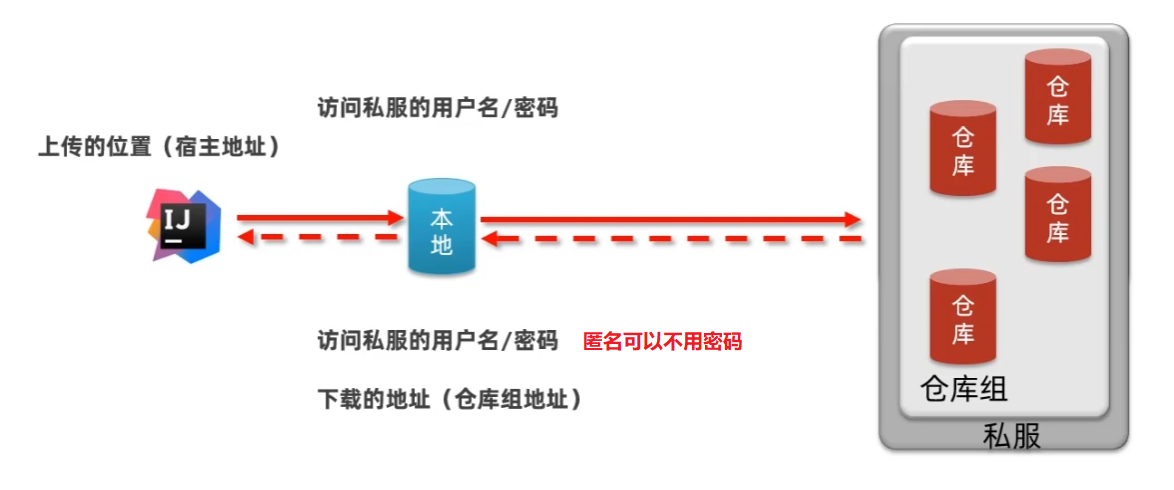 访问私服的用户名/密码
上传的位置（宿主地址）
IJ
本
地
仓
库
仓
库
仓
库
仓
库
访问私服的用户名/密码 匿名可以不用密码
下载的地址（仓库组地址）
仓库组
私服